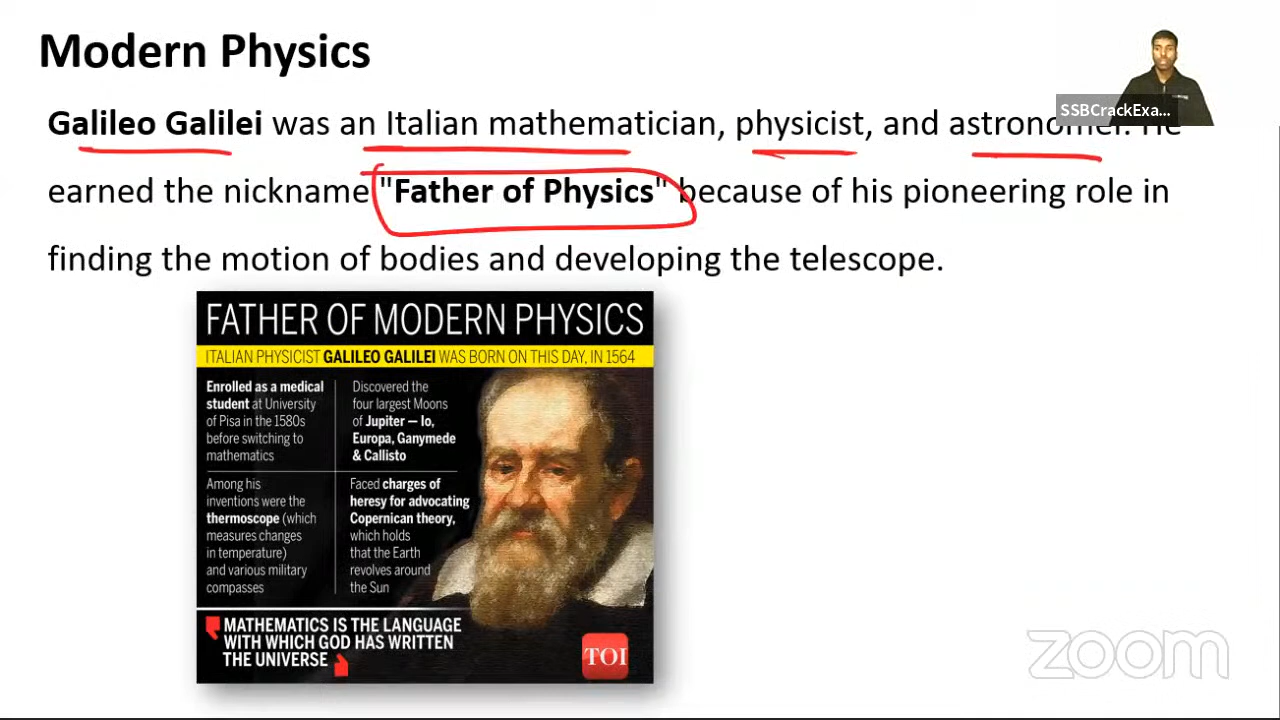 Modern Physics
SSBCrackExa...
Galileo Galilei was an Italian mathematician, physicist, and astronomer. He
earned the nickname "Father of Physics" because of his pioneering role in
finding the motion of bodies and developing the telescope.
FATHER OF MODERN PHYSICS
ITALIAN PHYSICIST GALILEO GALILEI WAS BORN ON THIS DAY, IN 1564
Enrolled as a medical
student at University
of Pisa in the 1580s
before switching to
mathematics
Discovered the
four largest Moons
of Jupiter — Io,
Europa, Ganymede
& Callisto
Among his
inventions were the
thermoscope (which
measures changes
in temperature)
and various military
compasses
Faced charges of
heresy for advocating
Copernican theory,
which holds
that the Earth
revolves around
the Sun
MATHEMATICS IS THE LANGUAGE
WITH WHICH GOD HAS WRITTEN
THE UNIVERSE
TOI
zoom